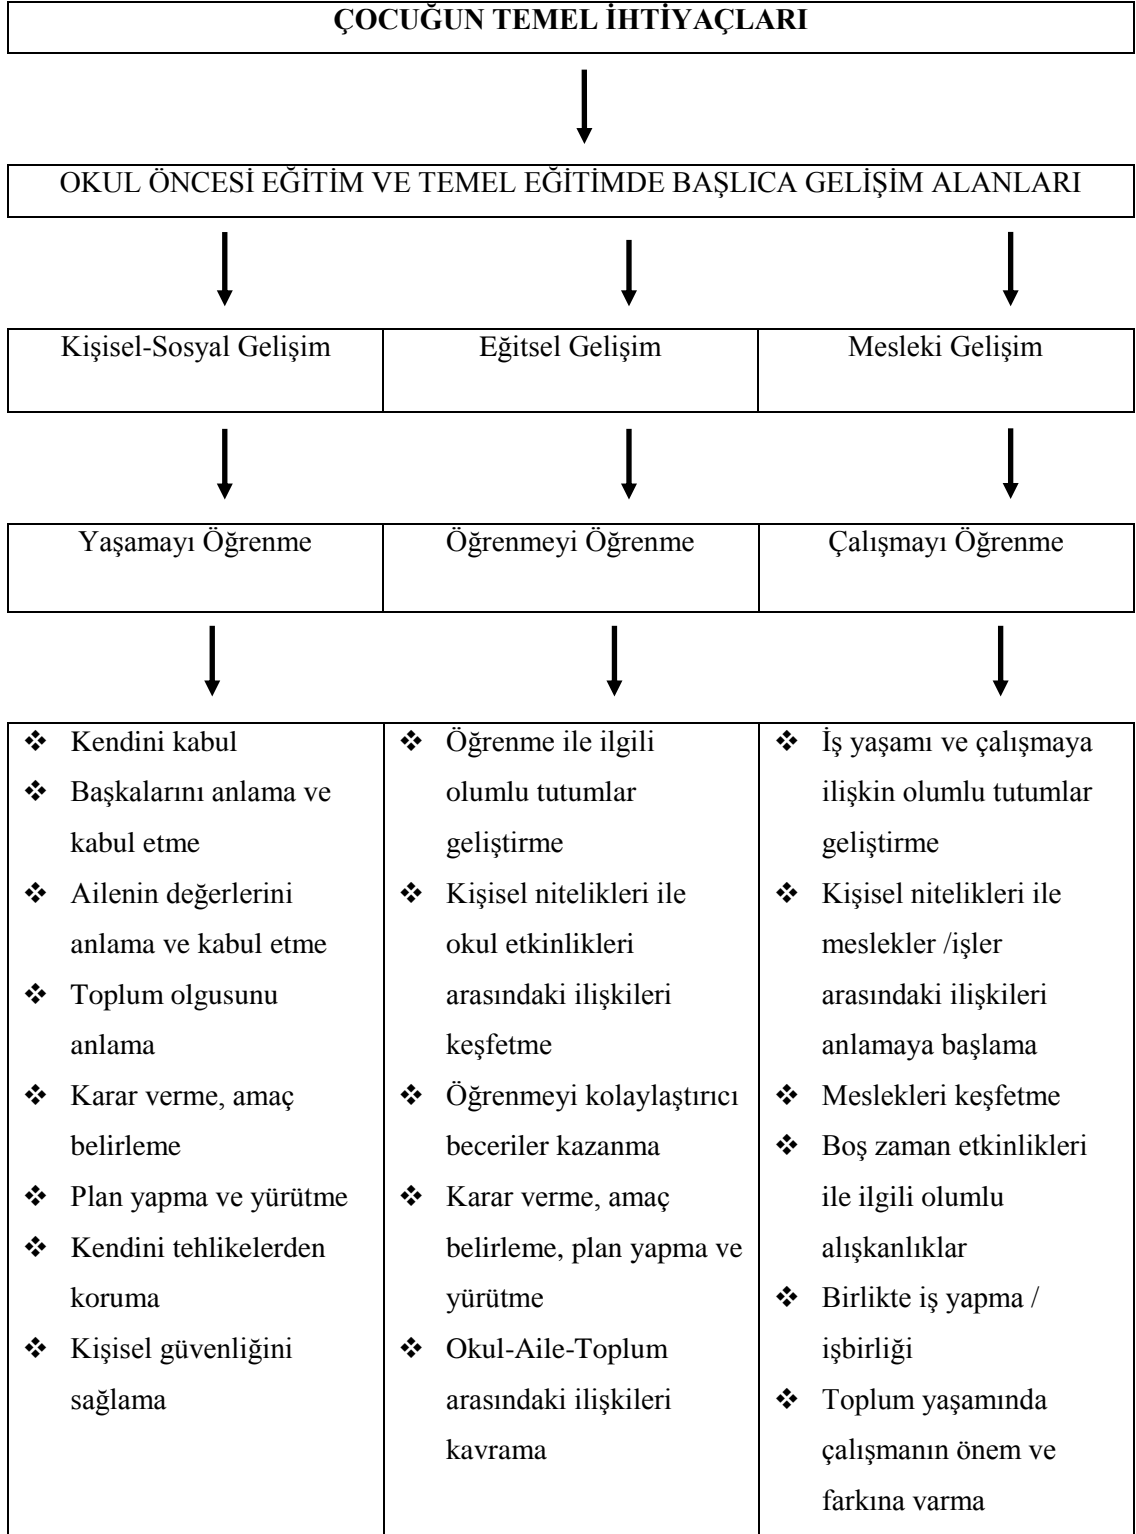 ÇOCUĞUN TEMEL İHTİYAÇLARI
OKUL ÖNCESİ EĞİTİM VE TEMEL EĞİTİMDE BAŞLICA GELİŞİM ALANLARI
Kişisel-Sosyal Gelişim
Eğitsel Gelişim
Mesleki Gelişim
Yaşamayı Öğrenme
Öğrenmeyi Öğrenme
Çalışmayı Öğrenme
❖ Kendini kabul
❖ Başkalarını anlama ve
kabul etme
❖ Ailenin değerlerini
anlama ve kabul etme
❖ Toplum olgusunu
anlama
❖ Karar verme, amaç
belirleme
❖ Plan yapma ve yürütme
❖ Kendini tehlikelerden
koruma
❖ Kişisel güvenliğini
sağlama
❖ Öğrenme ile ilgili
olumlu tutumlar
geliştirme
❖ Kişisel nitelikleri ile
okul etkinlikleri
arasındaki ilişkileri
keşfetme
❖ Öğrenmeyi kolaylaştırıcı
beceriler kazanma
❖ Karar verme, amaç
belirleme, plan yapma ve
yürütme
❖ Okul-Aile-Toplum
arasındaki ilişkileri
kavrama
❖ İş yaşamı ve çalışmaya
ilişkin olumlu tutumlar
geliştirme
❖ Kişisel nitelikleri ile
meslekler /işler
arasındaki ilişkileri
anlamaya başlama
❖ Meslekleri keşfetme
❖ Boş zaman etkinlikleri
ile ilgili olumlu
alışkanlıklar
❖ Birlikte iş yapma /
işbirliği
❖ Toplum yaşamında
çalışmanın önem ve
farkına varma